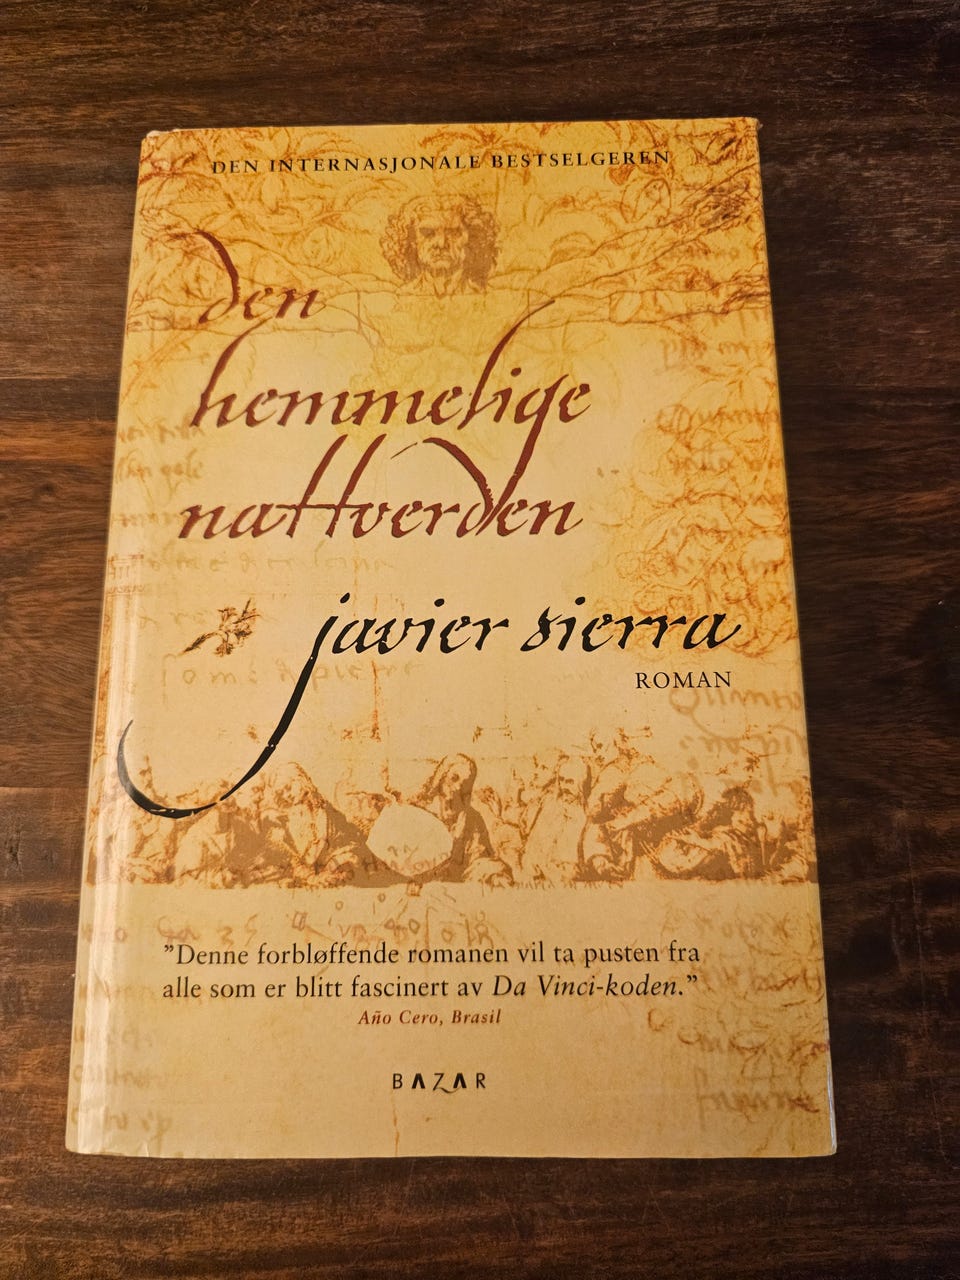 DEN INTERNASJONALE BESTSELGEREN
den
hemmelige
nattverden
javier sierra
ROMAN
"Denne forbløffende romanen vil ta pusten fra
alle som er blitt fascinert av Da Vinci-koden."
Año Cero, Brasil
BAZAR